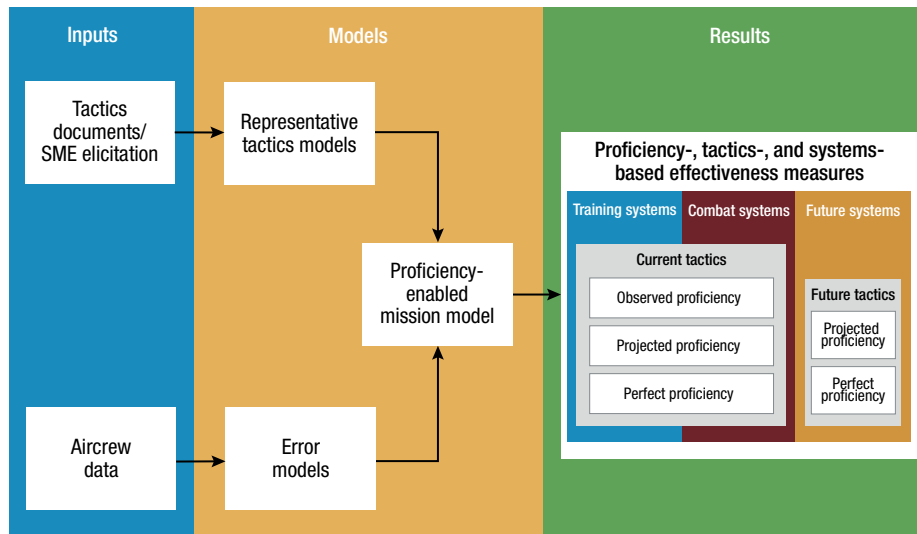 Inputs
Models
Results
Tactics
documents/
SME elicitation
Representative
tactics models
Proficiency-
enabled
mission model
Aircrew
data
Error
models
Proficiency-, tactics-, and systems-
based effectiveness measures
Training systems
Combat systems
Future systems
Current tactics
Observed proficiency
Projected proficiency
Perfect proficiency
Future tactics
Projected
proficiency
Perfect
proficiency